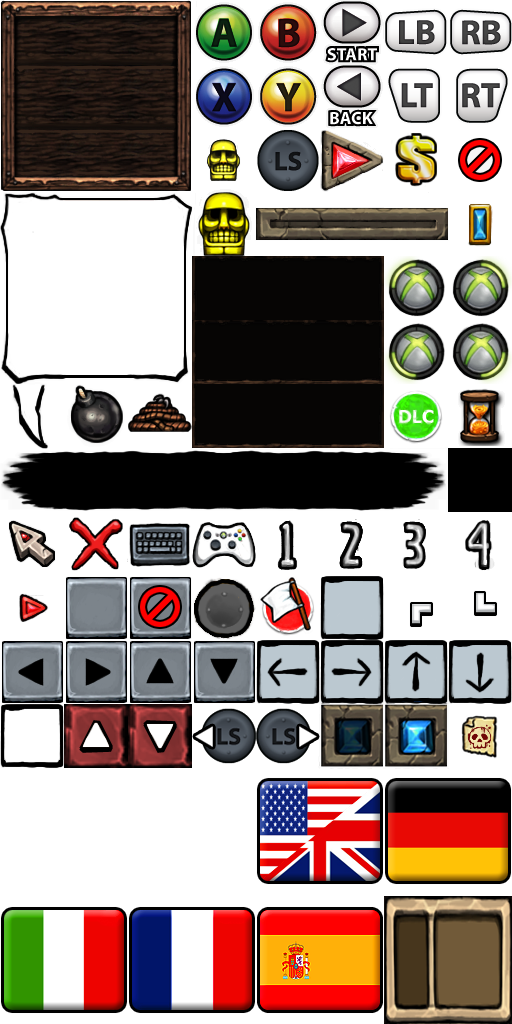 A B START LB RB
X Y BACK LT RT
LS $
DLC
1 2 3 4
LS LS